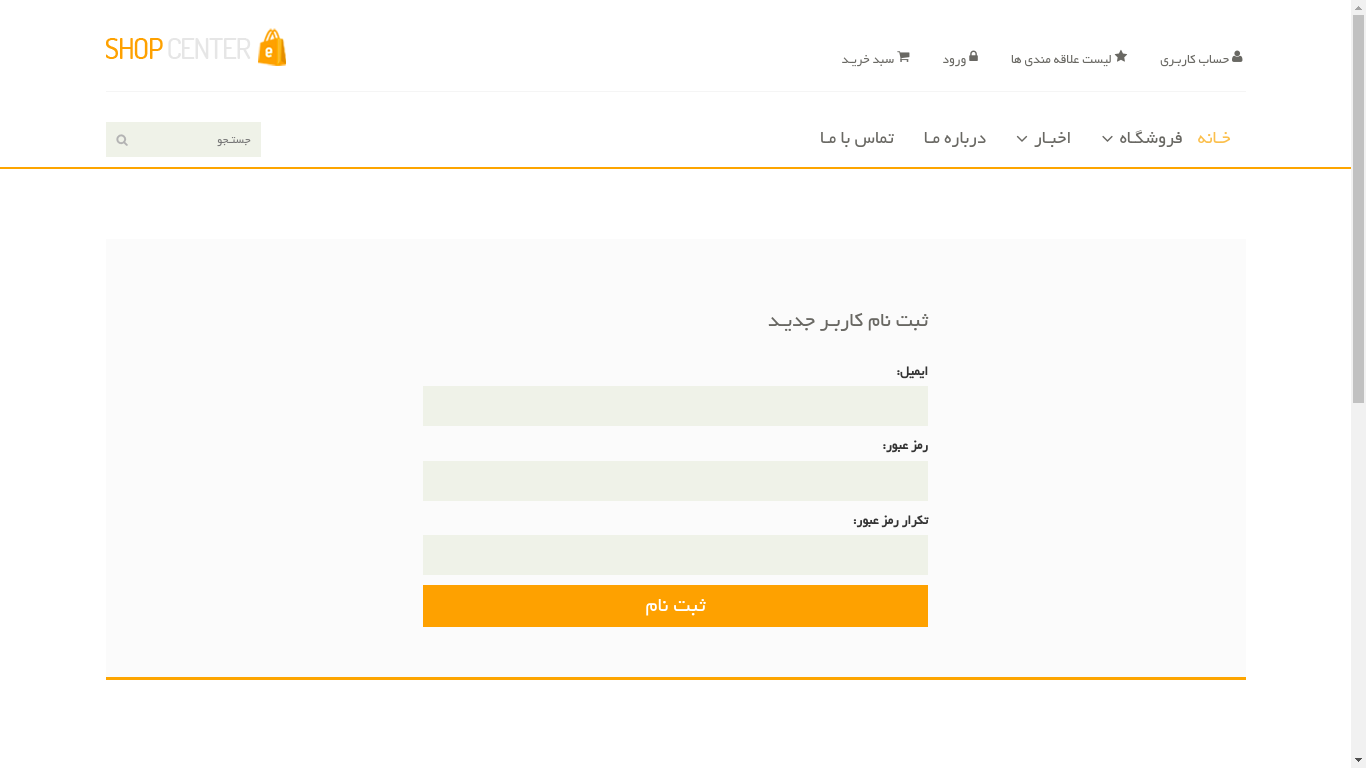 SHOP CENTER e
حساب کاربری
لیست علاقه مندی ها
ورود
سبد خرید
خانه
فروشگاه
اخبار
درباره ما
تماس با ما
جستجو
ثبت نام کاربر جدید
ایمیل:
رمز عبور:
تکرار رمز عبور:
ثبت نام